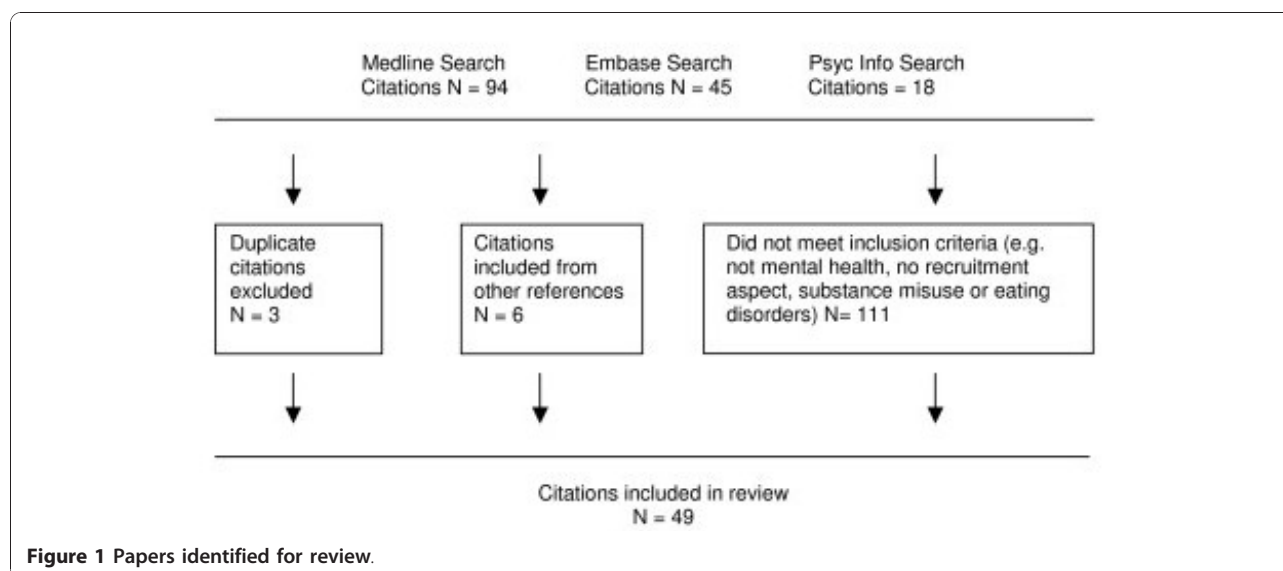 Medline Search
Citations N = 94
Embase Search
Citations N = 45
Psyc Info Search
Citations = 18
Duplicate
citations
excluded
N = 3
Citations
included from
other references
N = 6
Did not meet inclusion criteria (e.g.
not mental health, no recruitment
aspect, substance misuse or eating
disorders) N= 111
Citations included in review
N = 49
Figure 1 Papers identified for review.